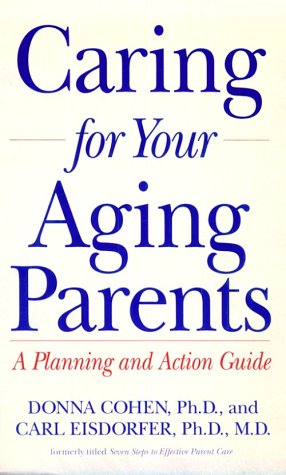 Caring
for Your
Aging
Parents
A Planning and Action Guide
DONNA COHEN, Ph.D., and
CARL EISDORFER, Ph.D., M.D.
formerly titled Seven Steps to Effective Parent Care